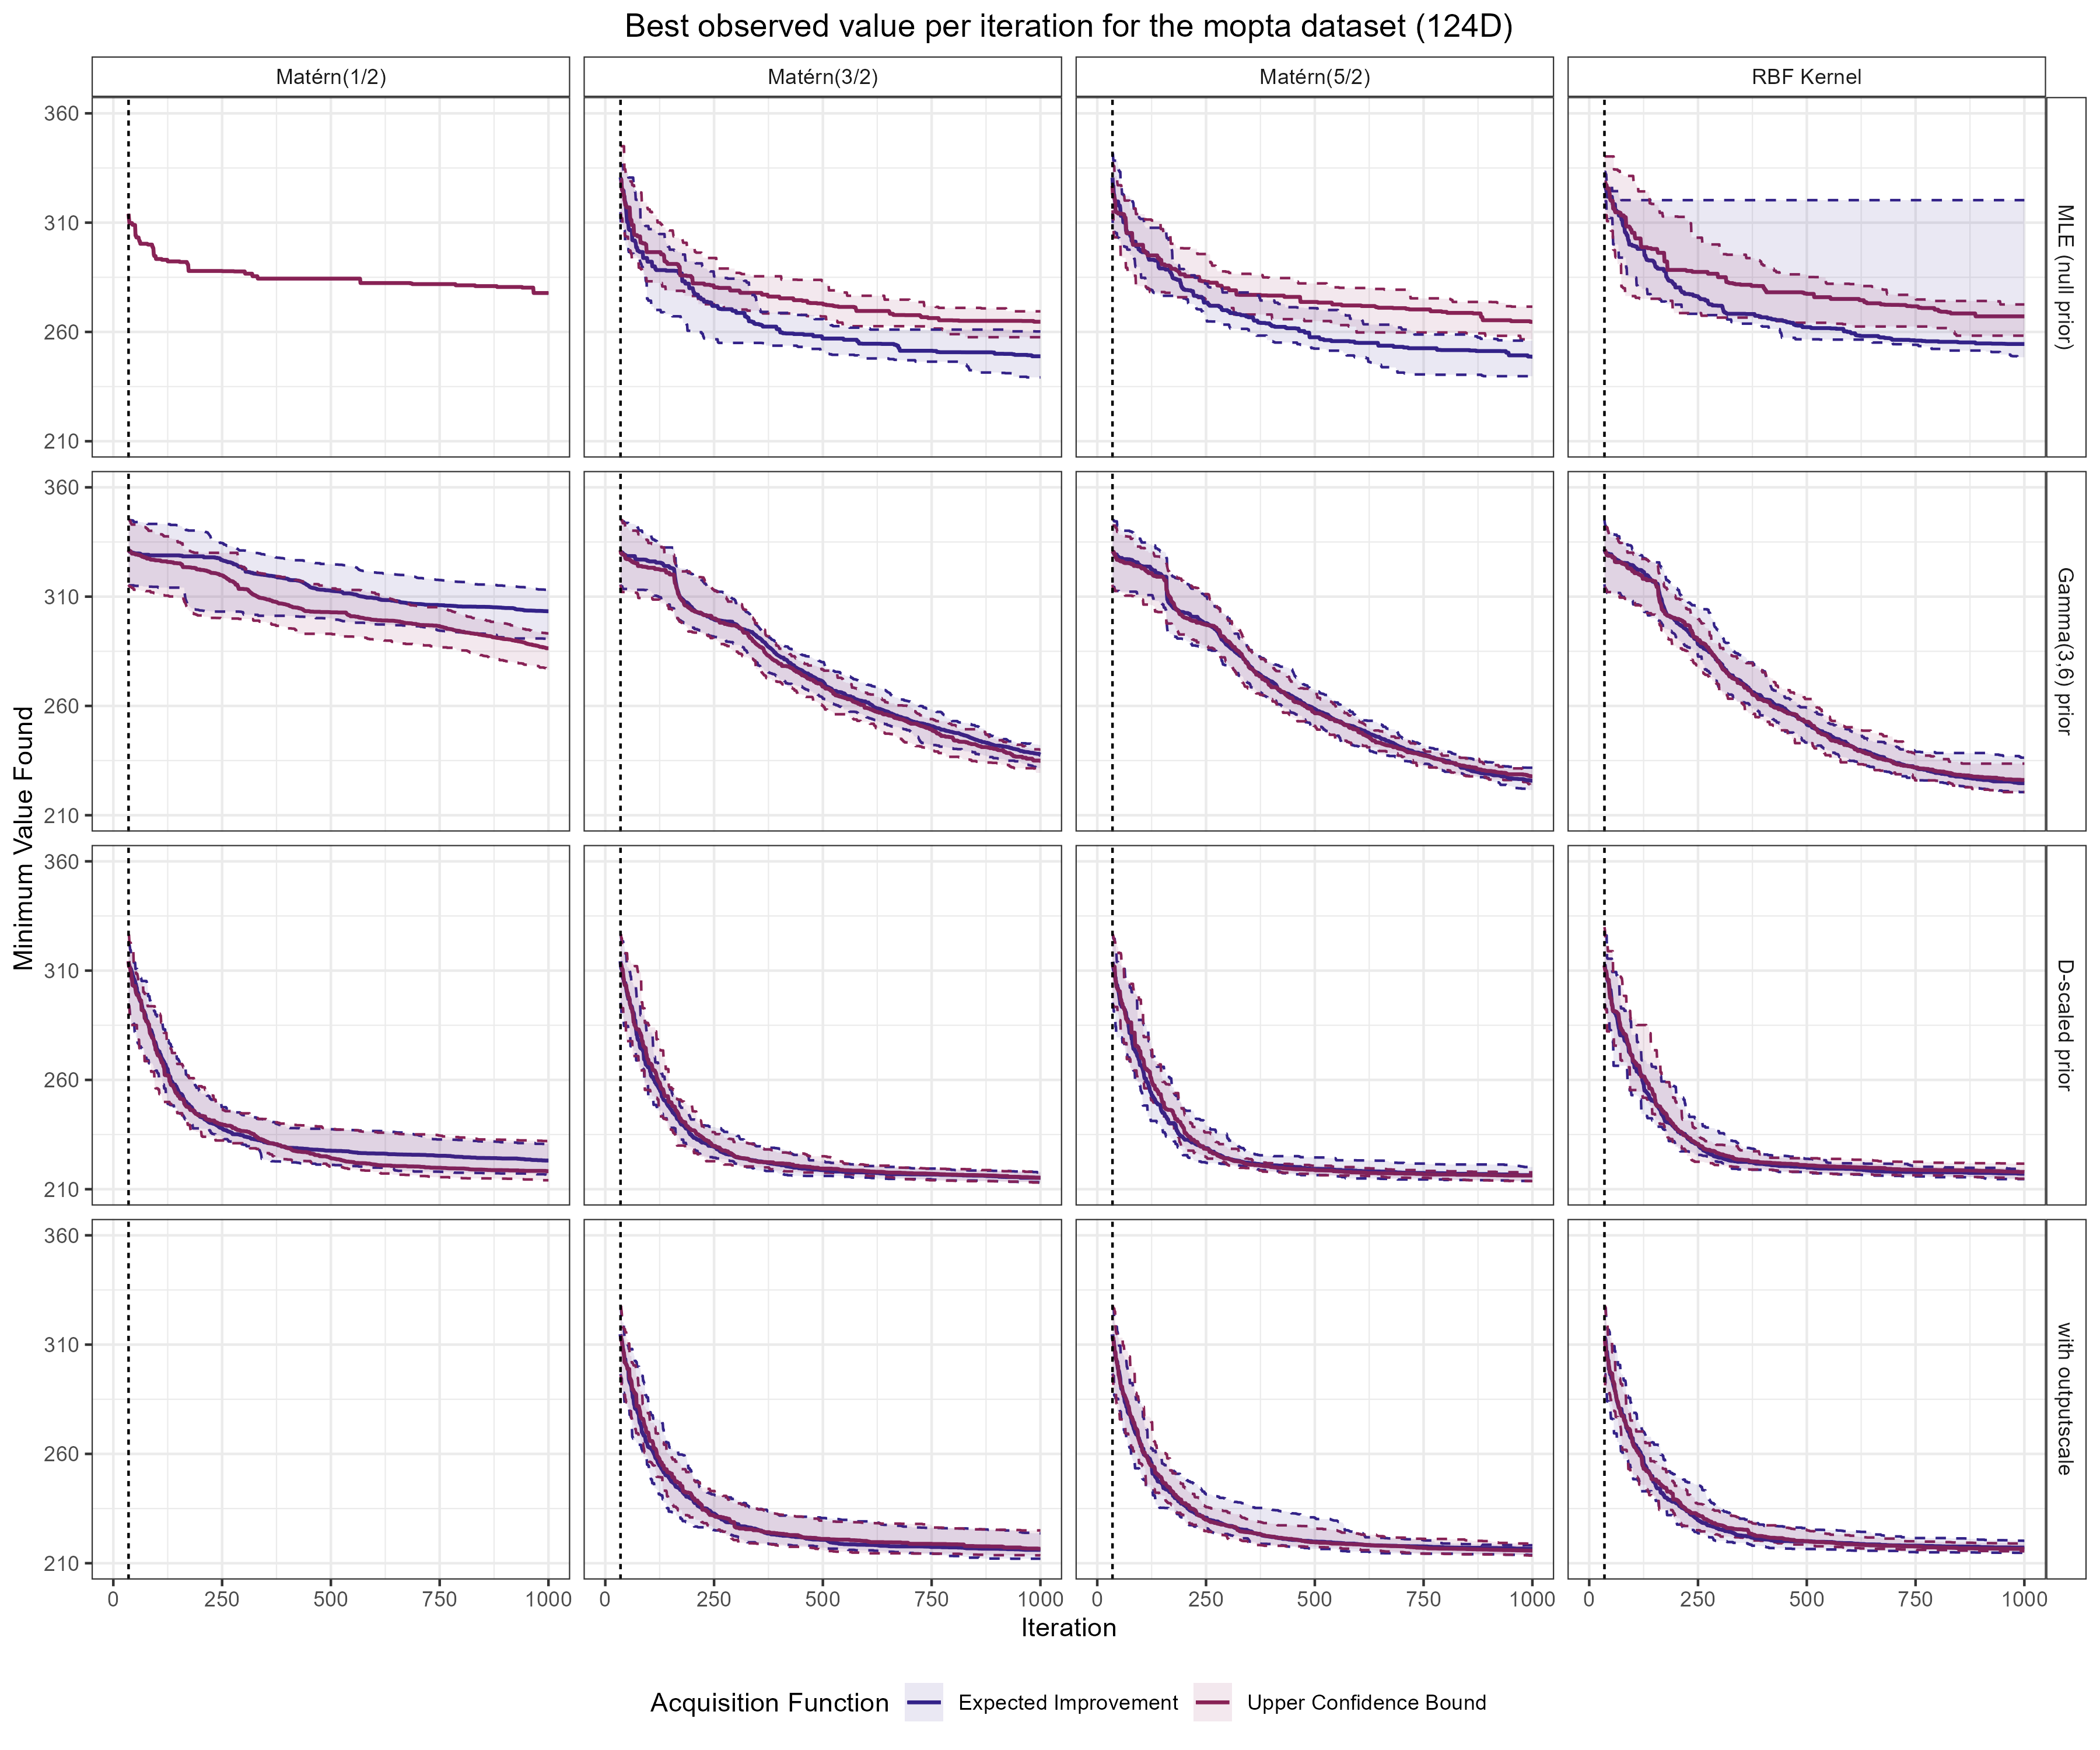 Best observed value per iteration for the mopta dataset (124D)
Matérn(1/2)
Matérn(3/2)
Matérn(5/2)
RBF Kernel
360
310
260
210
MLE (null prior)
360
310
260
210
Gamma(3,6) prior
360
310
260
210
D-scaled prior
360
310
260
210
with outputscale
Minimum Value Found
0 250 500 750 1000
0 250 500 750 1000
0 250 500 750 1000
0 250 500 750 1000
Iteration
Acquisition Function Expected Improvement Upper Confidence Bound